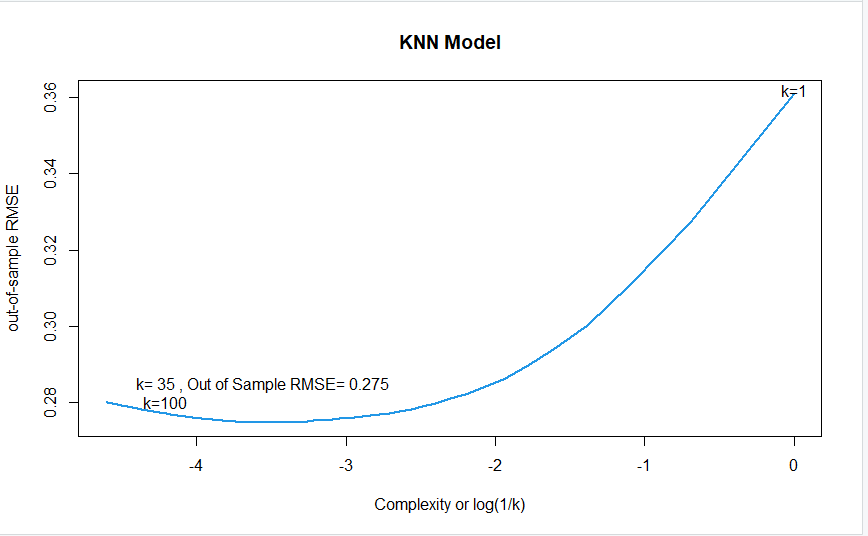 KNN Model
out-of-sample RMSE
0.36
0.34
0.32
0.30
0.28
k=1
k= 35 , Out of Sample RMSE= 0.275
k=100
-4 -3 -2 -1 0
Complexity or log(1/k)